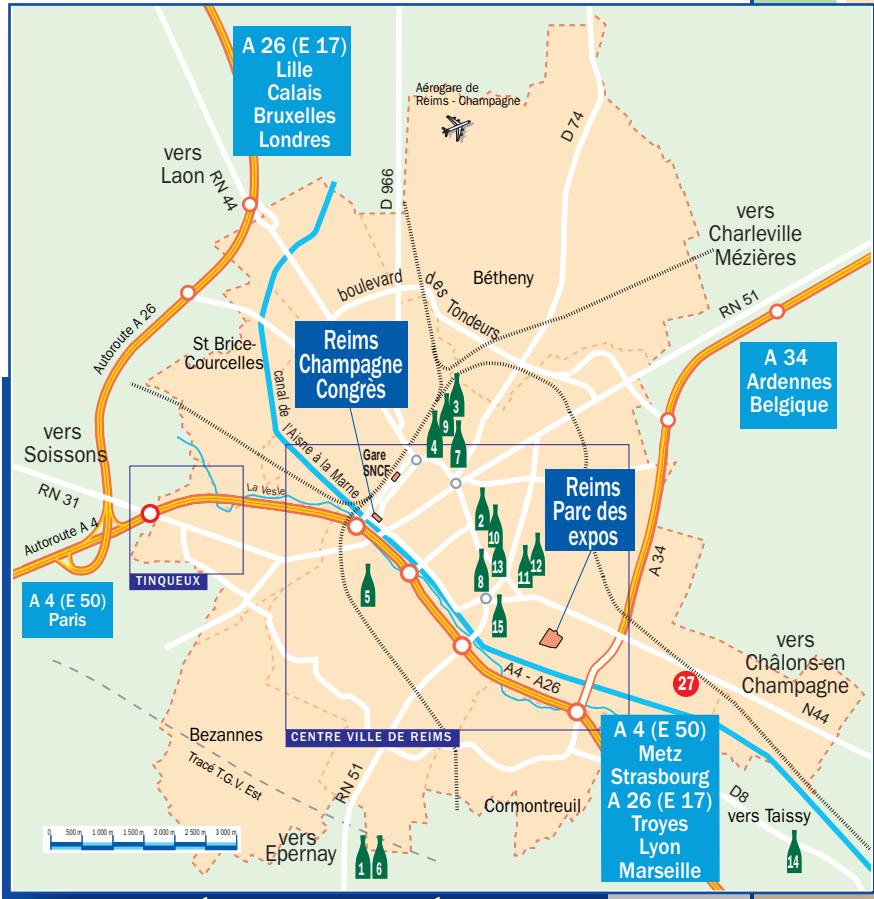 A 26 (E 17)
Lille
Calais
Bruxelles
Londres
Aérogare de
Reims - Champagne
D 74
D 966
vers
Laon
RN 44
vers
Charleville
Mézières
RN 51
boulevard des Tondeurs
Bétheny
Autoroute A 26
St Brice-
Courcelles
canal de l'Aisne à la Marne
Reims
Champagne
Congrès
A 34
Ardennes
Belgique
3
9
4
7
vers
Soissons
RN 31
Gare
SNCF
La Vesle
Autoroute A 4
TINQUEUX
A 4 (E 50)
Paris
Reims
Parc des
expos
2
10
13
8
11
12
15
5
A 34
A4 - A26
27
vers
Châlons-en
Champagne
N44
CENTRE VILLE DE REIMS
Bezannes
Tracé T.G.V. Est
RN 51
Cormontreuil
A 4 (E 50)
Metz
Strasbourg
A 26 (E 17)
Troyes
Lyon
Marseille
D8
vers Taissy
14
0 500 m 1 000 m 1 500 m 2 000 m 2 500 m 3 000 m
vers
Epernay
1
6